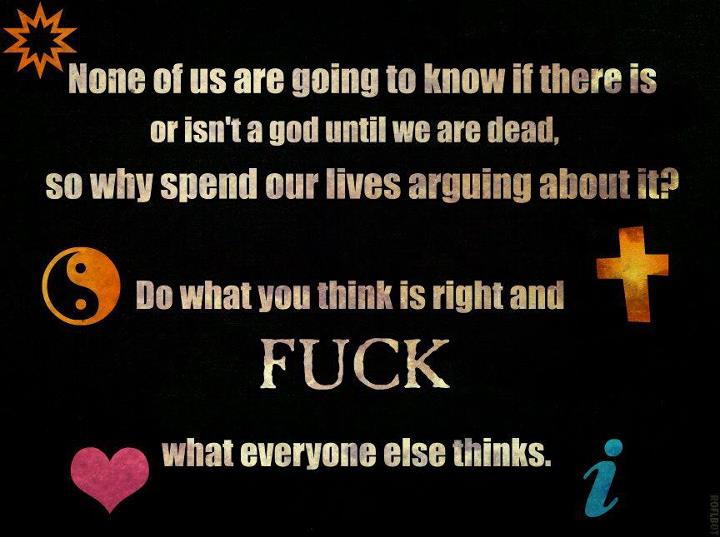 None of us are going to know if there is
or isn't a god until we are dead,
so why spend our lives arguing about it?
Do what you think is right and
FUCK
what everyone else thinks.
i
ROFLBOT